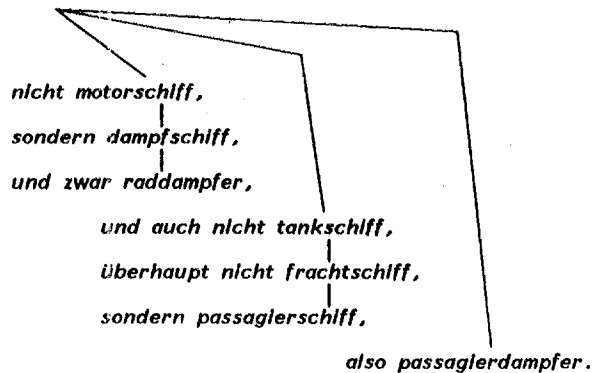 nicht motorschiff,
sondern dampfschiff,
und zwar raddampfer,
und auch nicht tankschiff,
überhaupt nicht frachtschiff,
sondern passagierschiff,
also passagierdampfer.